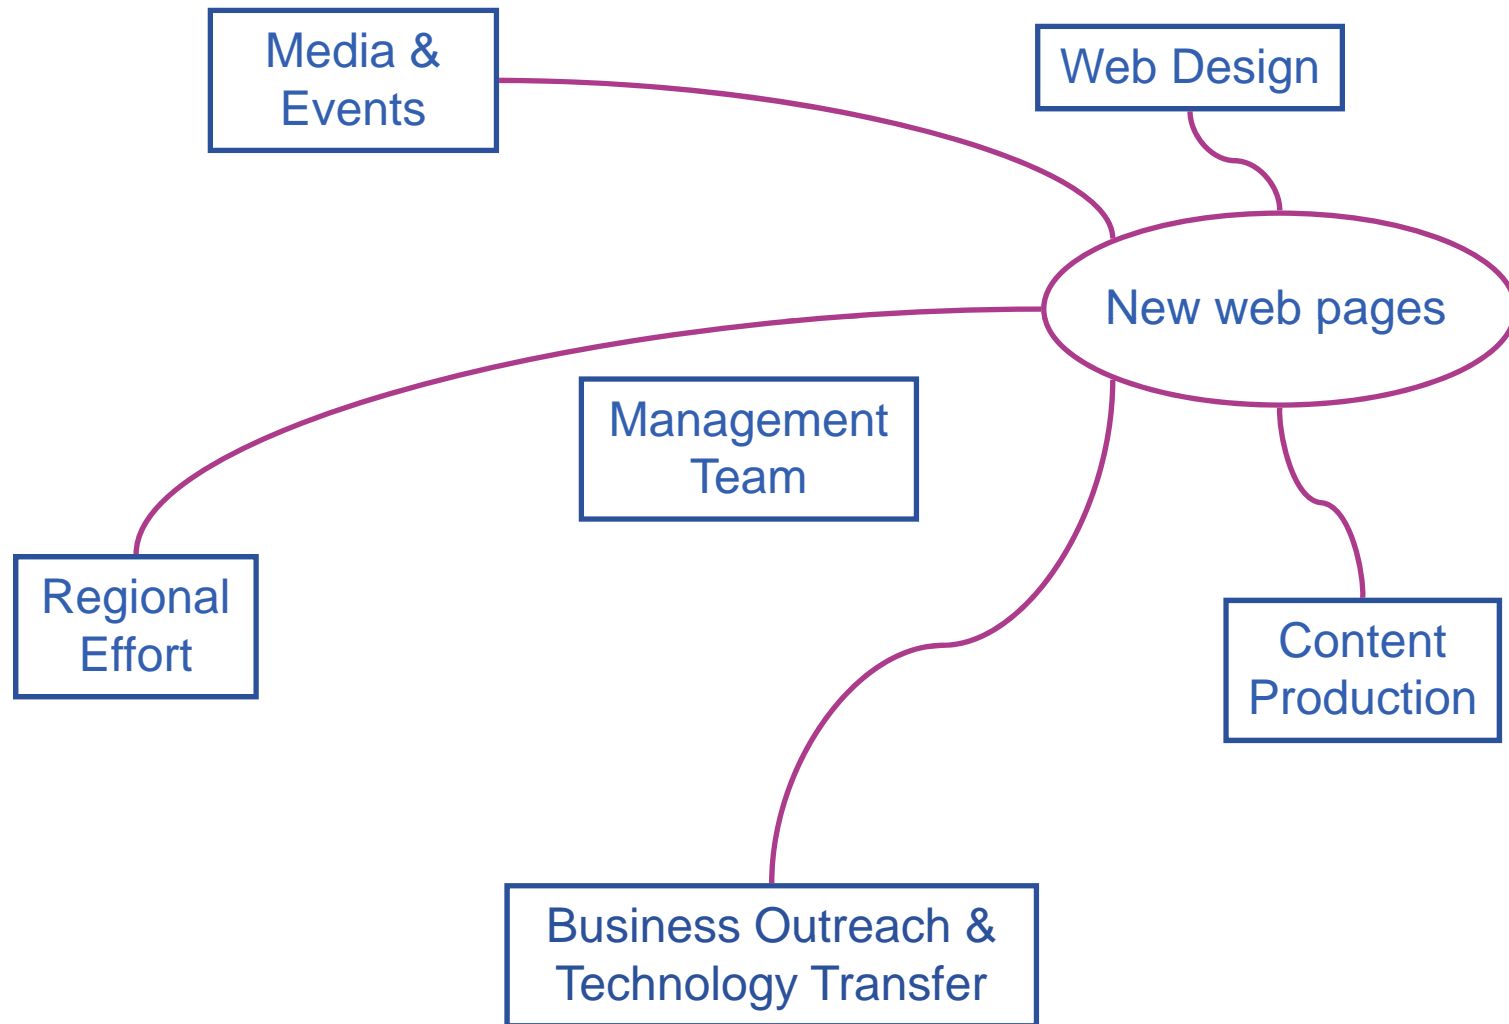 Media &
Events
Web Design
New web pages
Management
Team
Regional
Effort
Content
Production
Business Outreach &
Technology Transfer